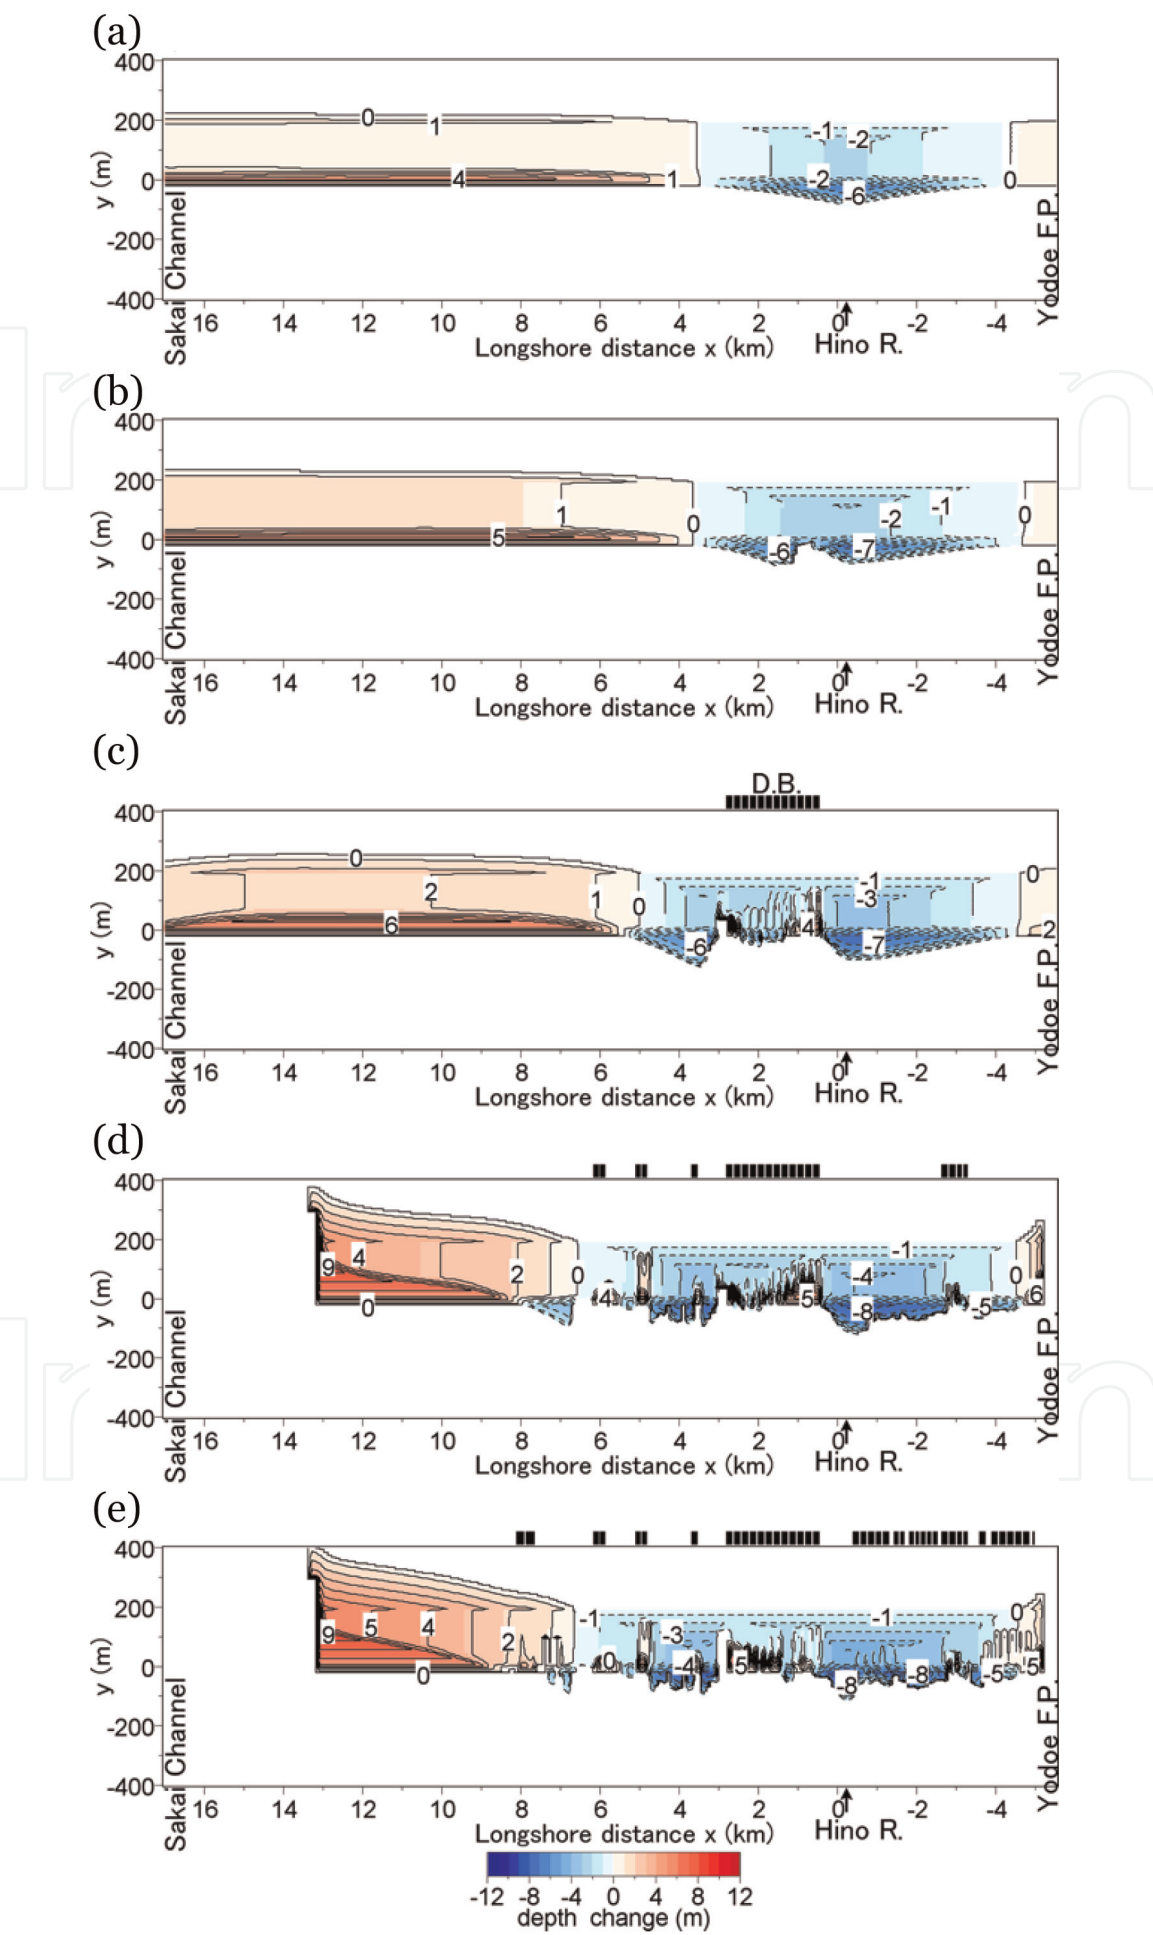 (a)
400
0
1
-1
-2
200
y (m)
4
1
-2
-6
0
0
-200
-400
Sakai Channel
Yodoe F.P.
16 14 12 10 8 6 4 2 0 -2 -4
Longshore distance x (km)
Hino R.
(b)
400
200
1
0
-2
-1
0
y (m)
5
-6
-7
0
-200
-400
Sakai Channel
Yodoe F.P.
16 14 12 10 8 6 4 2 0 -2 -4
Longshore distance x (km)
Hino R.
(c)
D.B.
400
0
200
2
1
0
-1
-3
0
y (m)
6
-6
4
-7
2
0
-200
-400
Sakai Channel
Yodoe F.P.
16 14 12 10 8 6 4 2 0 -2 -4
Longshore distance x (km)
Hino R.
(d)
400
200
-1
9
4
2
0
-4
0
y (m)
0
4
5
-8
-5
6
0
-200
-400
Sakai Channel
Yodoe F.P.
16 14 12 10 8 6 4 2 0 -2 -4
Longshore distance x (km)
Hino R.
(e)
400
200
-1
-1
0
9
5
4
2
-3
y (m)
0
0
0
-4
5
-8
-8
-5
5
-200
-400
Sakai Channel
Yodoe F.P.
16 14 12 10 8 6 4 2 0 -2 -4
Longshore distance x (km)
Hino R.
-12 -8 -4 0 4 8 12
depth change (m)